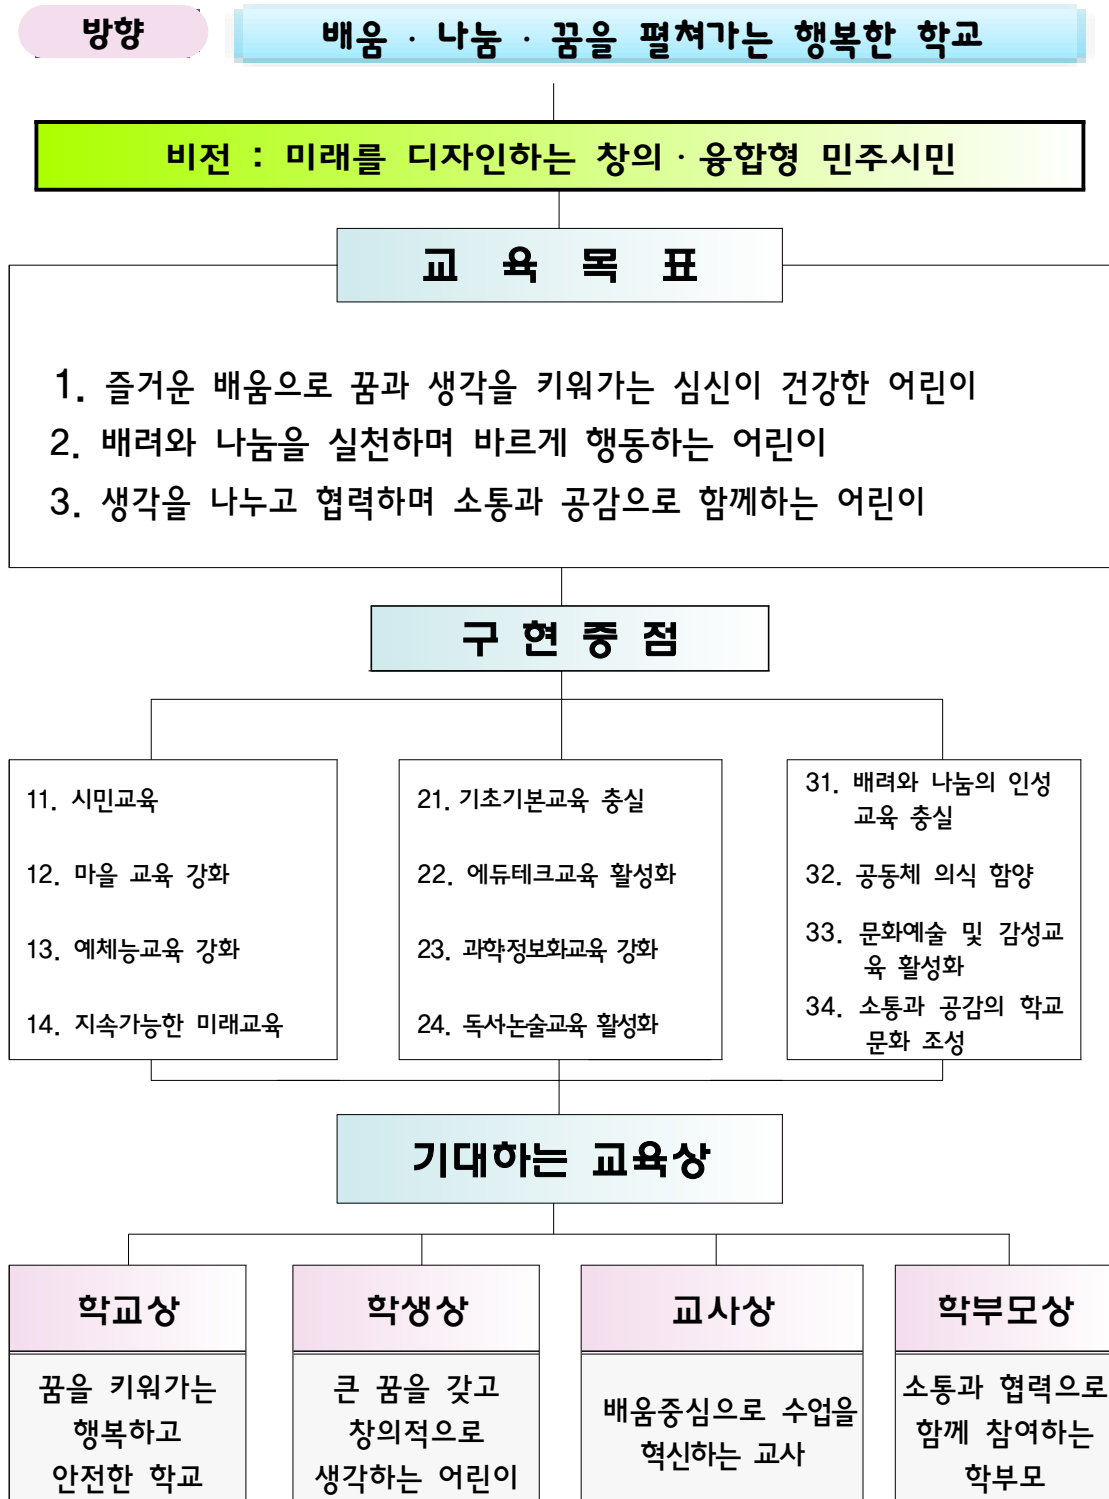 방향
배움 · 나눔 · 꿈을 펼쳐가는 행복한 학교
비전 : 미래를 디자인하는 창의 · 융합형 민주시민
교 육 목 표
1. 즐거운 배움으로 꿈과 생각을 키워가는 심신이 건강한 어린이
2. 배려와 나눔을 실천하며 바르게 행동하는 어린이
3. 생각을 나누고 협력하며 소통과 공감으로 함께하는 어린이
구 현 중 점
11. 시민교육
12. 마을 교육 강화
13. 예체능교육 강화
14. 지속가능한 미래교육
21. 기초기본교육 충실
22. 에듀테크교육 활성화
23. 과학정보화교육 강화
24. 독서논술교육 활성화
31. 배려와 나눔의 인성
교육 충실
32. 공동체 의식 함양
33. 문화예술 및 감성교
육 활성화
34. 소통과 공감의 학교
문화 조성
기대하는 교육상
학교상
꿈을 키워가는
행복하고
안전한 학교
학생상
큰 꿈을 갖고
창의적으로
생각하는 어린이
교사상
배움중심으로 수업을
혁신하는 교사
학부모상
소통과 협력으로
함께 참여하는
학부모